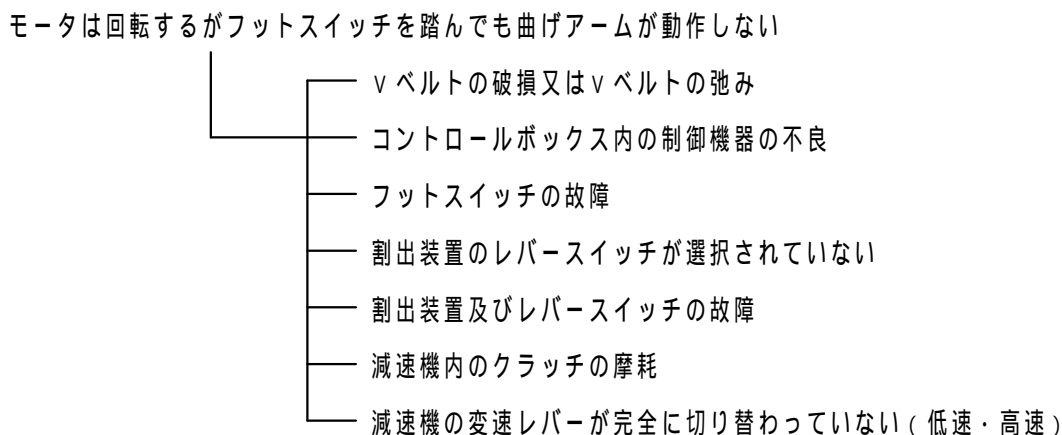 モータは回転するがフットスイッチを踏んでも曲げアームが動作しない
Vベルトの破損又はVベルトの弛み
コントロールボックス内の制御機器の不良
フットスイッチの故障
割出装置のレバースイッチが選択されていない
割出装置及びレバースイッチの故障
減速機内のクラッチの摩耗
減速機の変速レバーが完全に切り替わっていない(低速・高速)